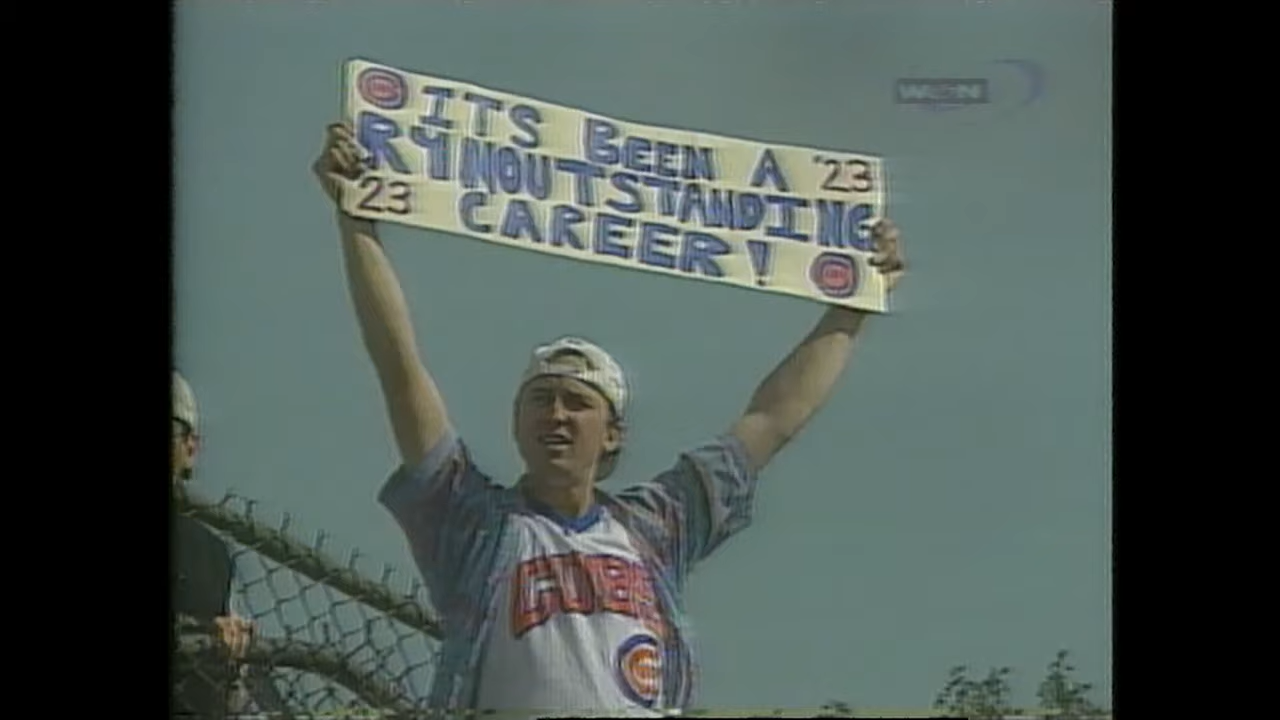 ITS BEEN A '23
RYNOUTSTANDING
23 CAREER!
WGN
CUBS